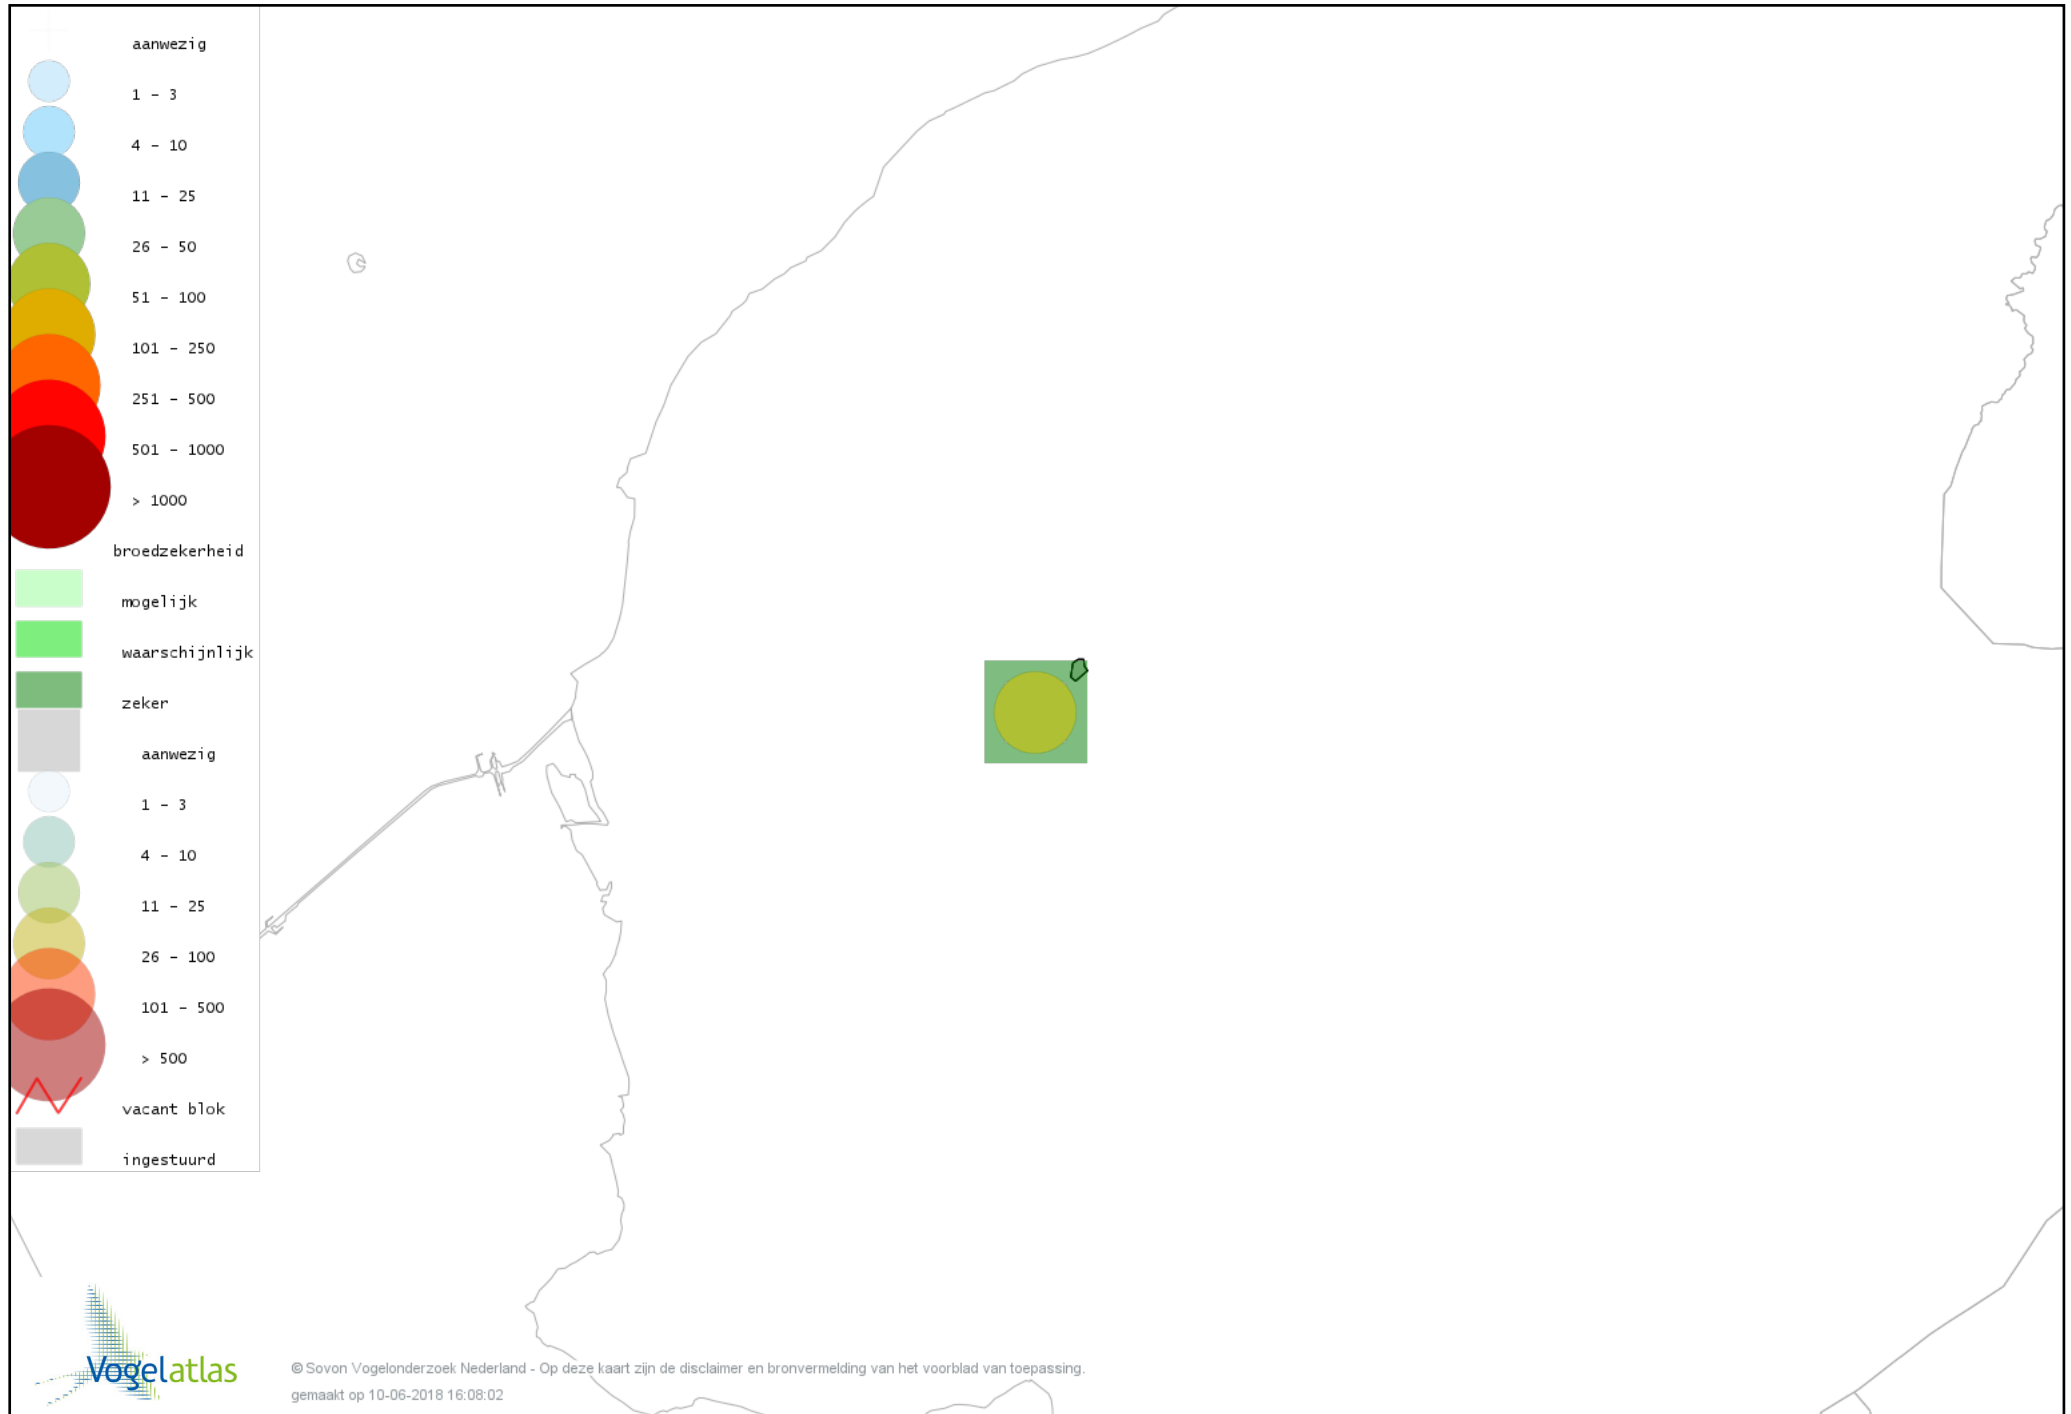 aanwezig
1 - 3
4 - 10
11 - 25
26 - 50
51 - 100
101 - 250
251 - 500
501 - 1000
> 1000
broedzekerheid
mogelijk
waarschijnlijk
zeker
aanwezig
1 - 3
4 - 10
11 - 25
26 - 100
101 - 500
> 500
vacant blok
ingestuurd
Vogelatlas
© Sovon Vogelonderzoek Nederland - Op deze kaart zijn de disclaimer en bronvermelding van het voorblad van toepassing.
gemaakt op 10-06-2018 16:08:02